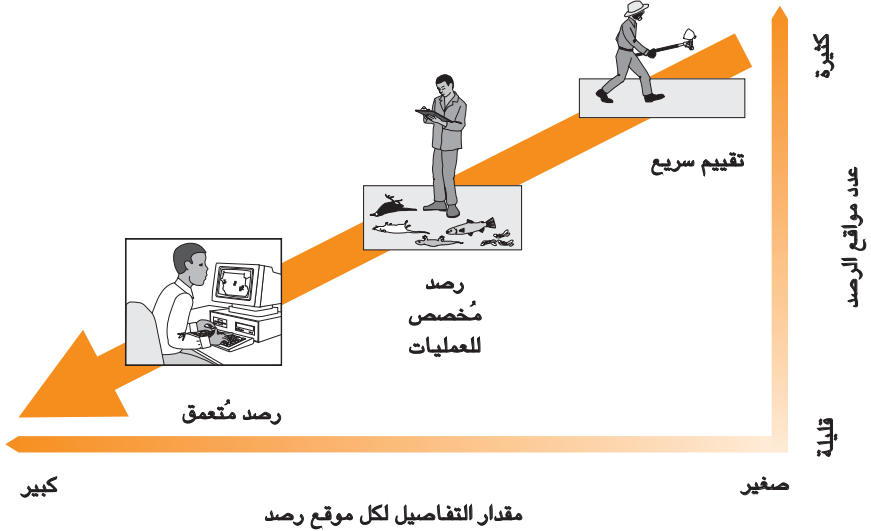 كثيرة
عدد مواقع الرصد
قليلة
تقييم سريع
رصد
مُخصص
للعمليات
رصد مُتعمق
صغير
كبير
مقدار التفاصيل لكل موقع رصد